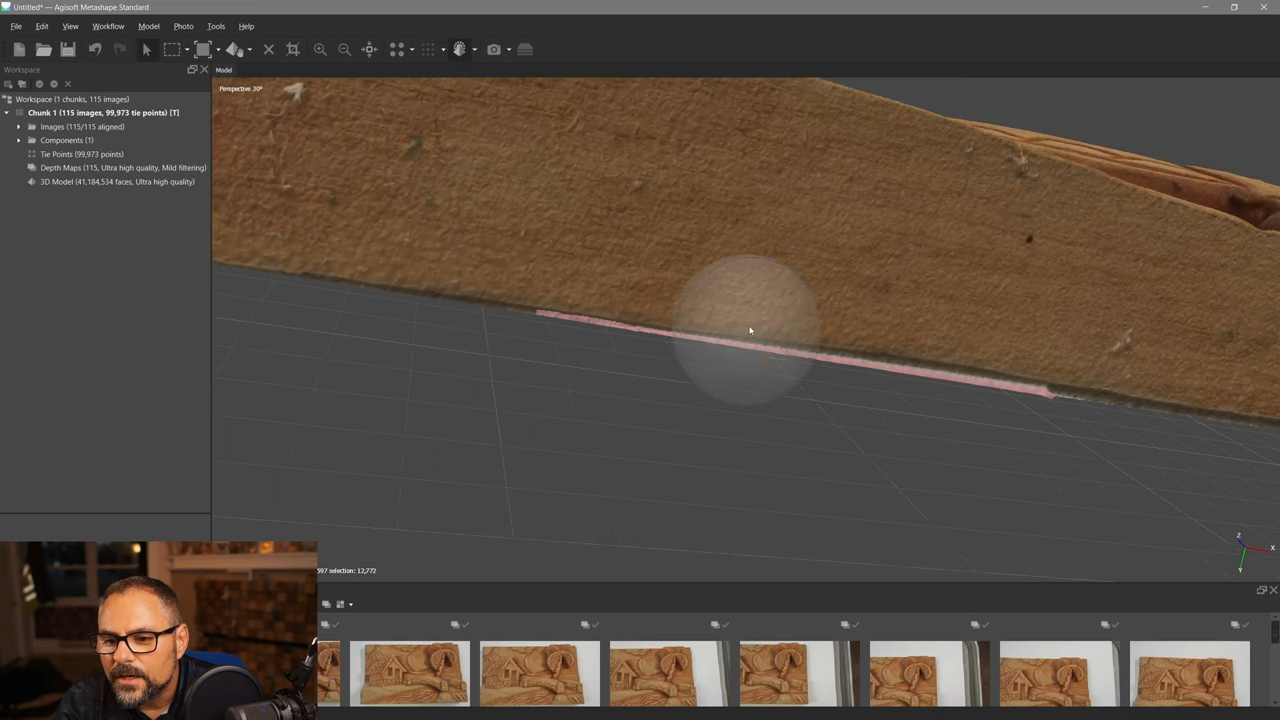 Untitled* — Agisoft Metashape Standard
File Edit View Workflow Model Photo Tools Help
Workspace
Model
Workspace (1 chunks, 115 images)
Perspective 30°
Chunk 1 (115 images, 99,973 tie points) [T]
Images (115/115 aligned)
Components (1)
Tie Points (99,973 points)
Depth Maps (115, Ultra high quality, Mild filtering)
3D Model (41,184,534 faces, Ultra high quality)
Z
X
Y
597 selection: 12,772